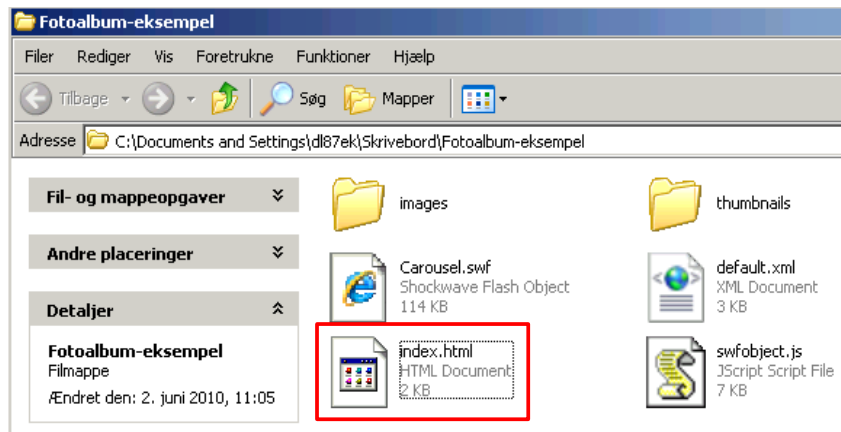 Fotoalbum-eksempel
Filer Rediger Vis Foretrukne Funktioner Hjælp
Tilbage Søg Mapper
Adresse C:\Documents and Settings\dl87ek\Skrivebord\Fotoalbum-eksempel
Fil- og mappeopgaver
Andre placeringer
Detaljer
Fotoalbum-eksempel
Filmappe
Ændret den: 2. juni 2010, 11:05
images
thumbnails
Carousel.swf
Shockwave Flash Object
114 KB
default.xml
XML Document
3 KB
index.html
HTML Document
2 KB
swfobject.js
JScript Script File
7 KB